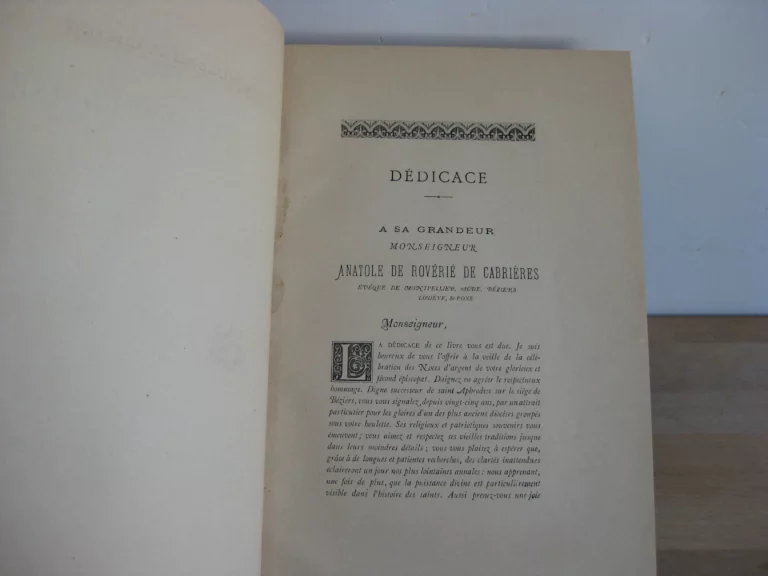 DÉDICACE
A SA GRANDEUR
MONSEIGNEUR
ANATOLE DE ROVÉRIÉ DE CABRIÈRES
ÉVÊQUE DE MONTPELLIER, AGDE, BÉZIERS
LODÈVE, S-PONS
Monseigneur,
LA DÉDICACE de ce livre vous est due. Je suis
heureux de vous l'offrir à la veille de la célé-
bration des Noces d'argent de votre glorieux et
fécond épiscopat. Daignez en agréer le respectueux
hommage. Digne successeur de saint Aphrodise sur le siège de
Béziers, vous vous signalez, depuis vingt-cinq ans, par un attrait
particulier pour les gloires d'un des plus anciens diocèses groupés
sous votre houlette. Ses religieux et patriotiques souvenirs vous
émeuvent ; vous aimez et respectez ses vieilles traditions jusque
dans leurs moindres détails ; vous vous plaisez à espérer que,
grâce à de longues et patientes recherches, des clartés inattendues
éclaireront un jour nos plus lointaines annales : nous apprenant,
une fois de plus, que la puissance divine est particulièrement
visible dans l'histoire des saints. Aussi prenez-vous une joie